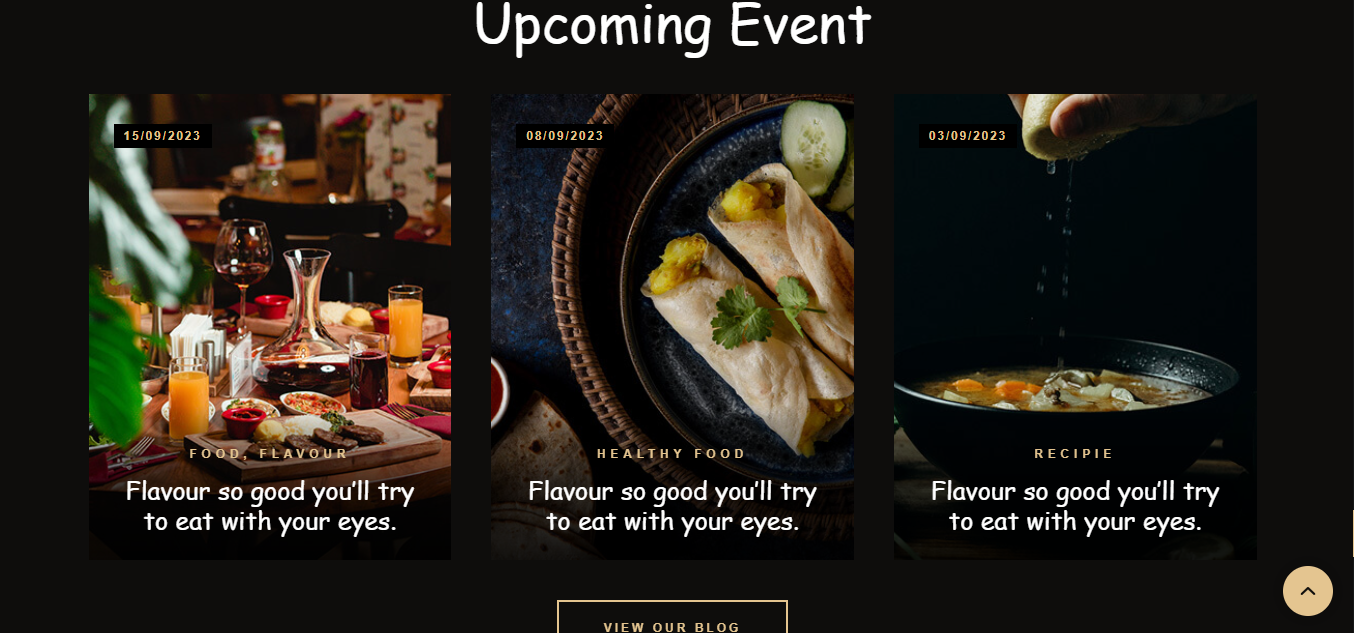 Upcoming Event
15/09/2023
FOOD, FLAVOUR
Flavour so good you'll try
to eat with your eyes.
08/09/2023
HEALTHY FOOD
Flavour so good you'll try
to eat with your eyes.
03/09/2023
RECIPIE
Flavour so good you'll try
to eat with your eyes.
VIEW OUR BLOG